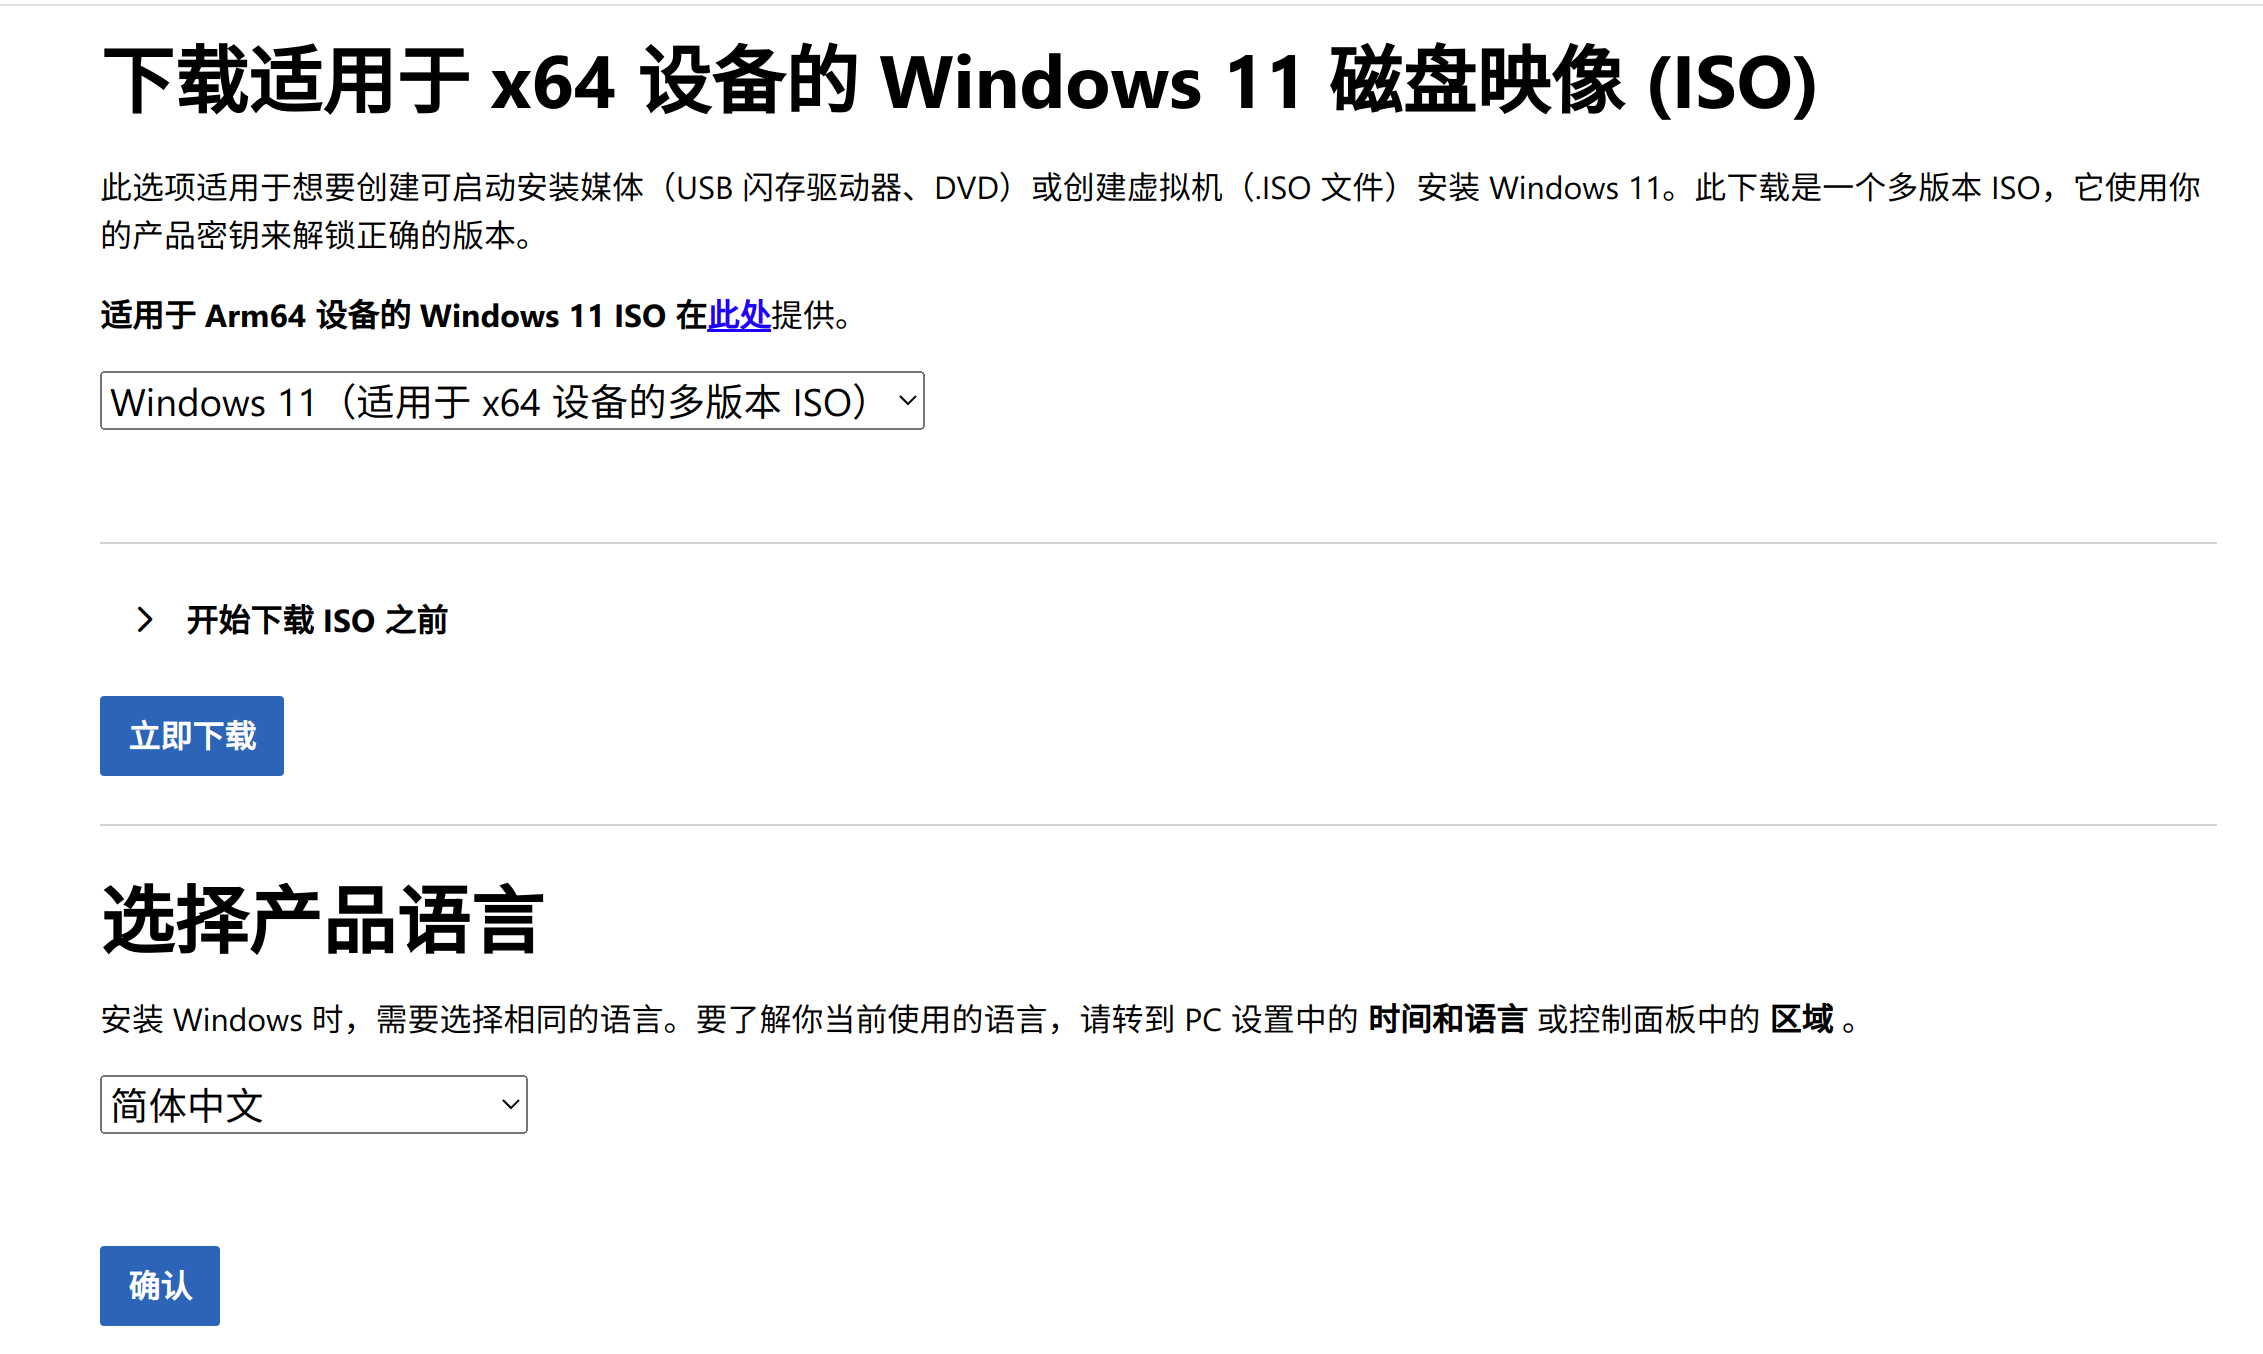 下载适用于 x64 设备的 Windows 11 磁盘映像 (ISO)
此选项适用于想要创建可启动安装媒体（USB 闪存驱动器、DVD）或创建虚拟机（.ISO 文件）安装 Windows 11。此下载是一个多版本 ISO，它使用你
的产品密钥来解锁正确的版本。
适用于 Arm64 设备的 Windows 11 ISO 在此处提供。
Windows 11（适用于 x64 设备的多版本 ISO）
开始下载 ISO 之前
立即下载
选择产品语言
安装 Windows 时，需要选择相同的语言。要了解你当前使用的语言，请转到 PC 设置中的 时间和语言 或控制面板中的 区域 。
简体中文
确认